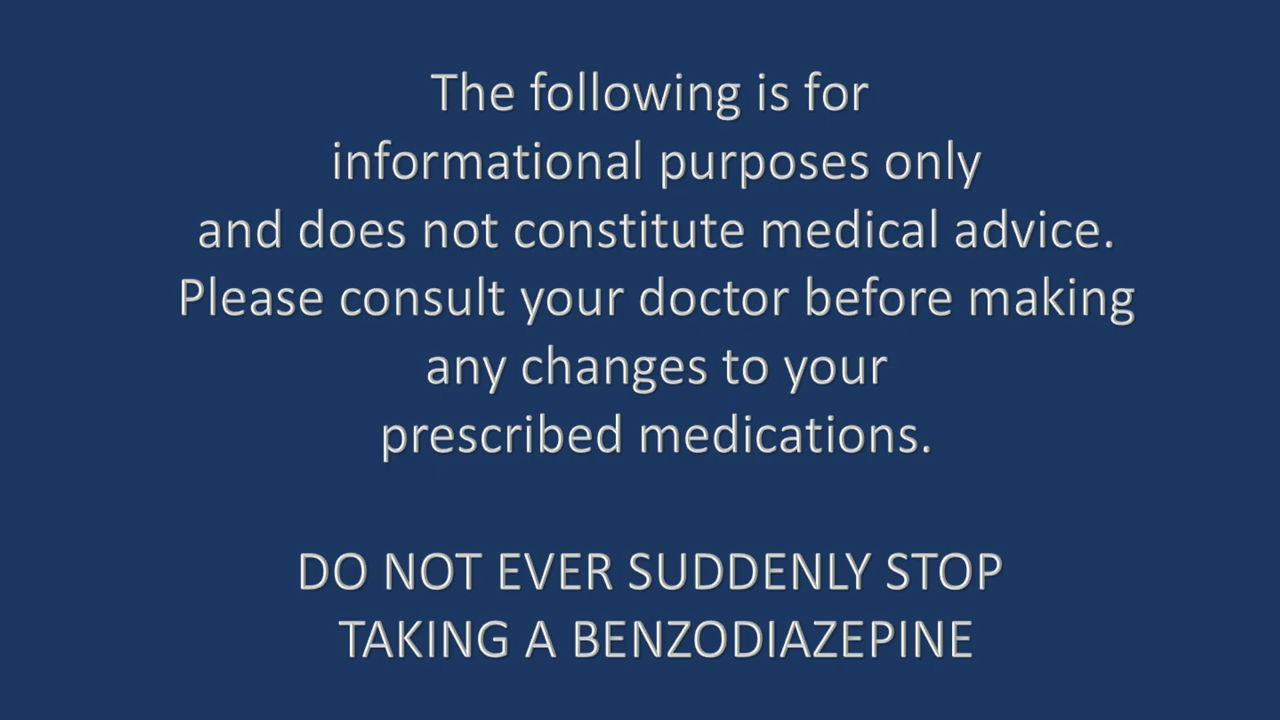 The following is for
informational purposes only
and does not constitute medical advice.
Please consult your doctor before making
any changes to your
prescribed medications.
DO NOT EVER SUDDENLY STOP
TAKING A BENZODIAZEPINE